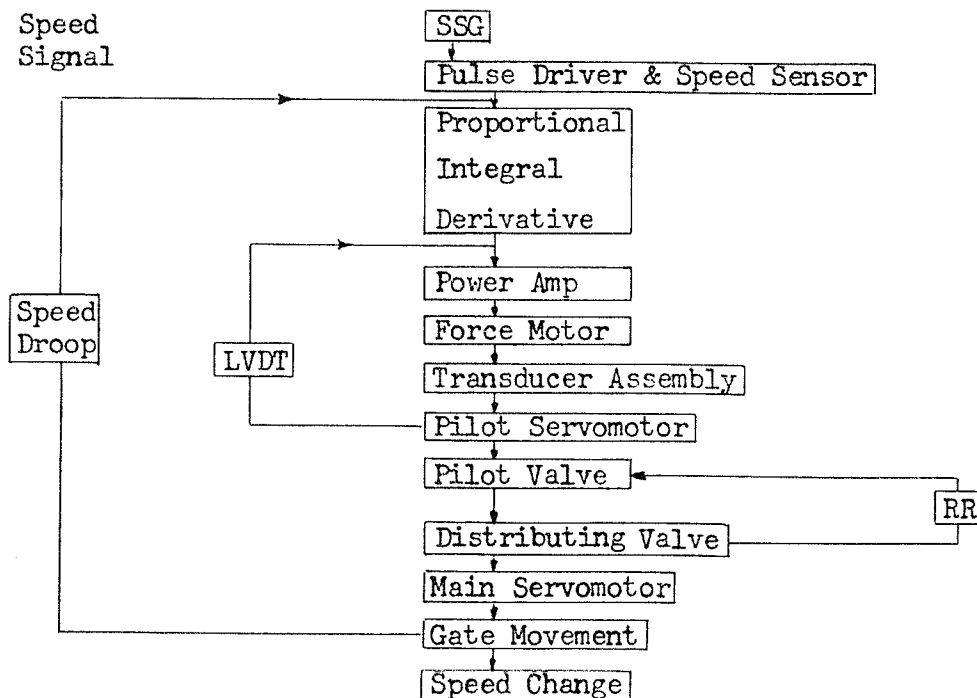 Speed
Signal
SSG
Pulse Driver & Speed Sensor
Proportional
Integral
Derivative
Power Amp
Speed
Droop
Force Motor
LVDT
Transducer Assembly
Pilot Servomotor
Pilot Valve
RR
Distributing Valve
Main Servomotor
Gate Movement
Speed Change